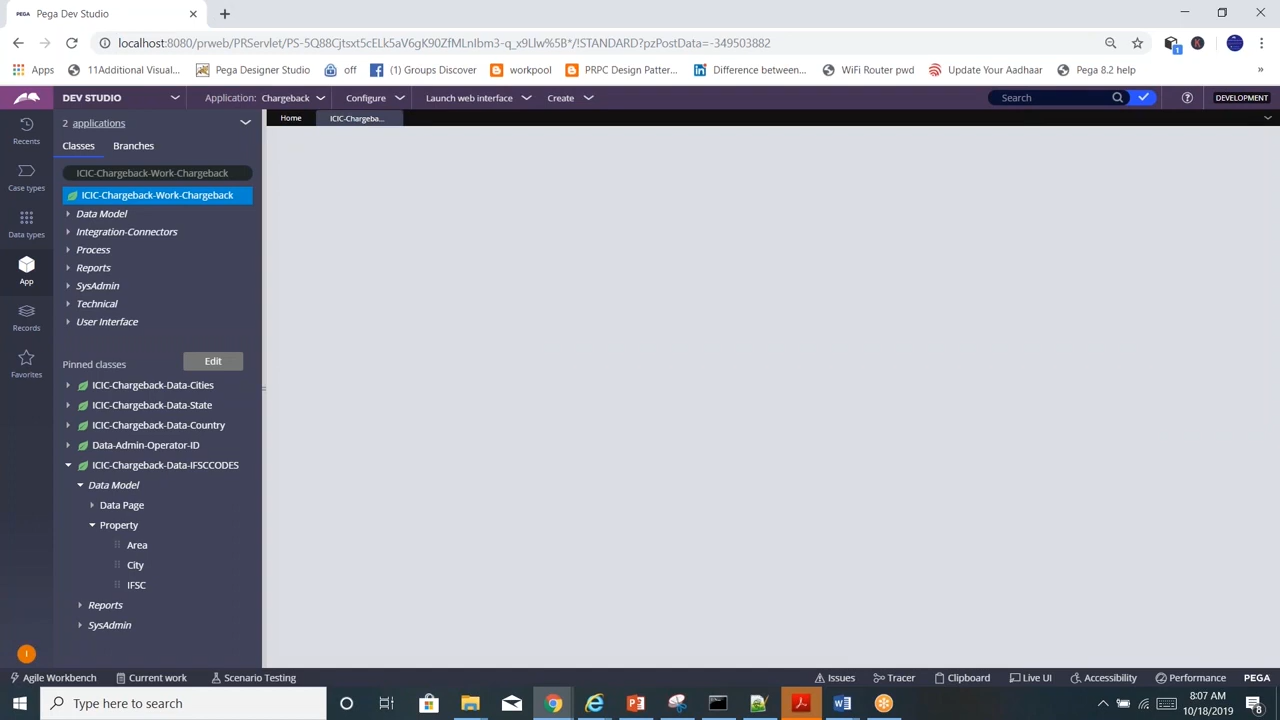 PEGA Pega Dev Studio
localhost:8080/prweb/PRServlet/PS-5Q88Cjtsxt5cELk5aV6gK90ZfMLnIbm3-q_x9Llw%5B*/!STANDARD?pzPostData=-349503882
Apps 11Additional Visual... Pega Designer Studio off (1) Groups Discover workpool PRPC Design Patter... Difference between... WiFi Router pwd Update Your Aadhaar Pega 8.2 help »
DEV STUDIO Application: Chargeback Configure Launch web interface Create Search DEVELOPMENT
2 applications
Home ICIC-Chargeba...
Recents
Classes Branches
ICIC-Chargeback-Work-Chargeback
Case types
ICIC-Chargeback-Work-Chargeback
Data Model
Data types
Integration-Connectors
Process
Reports
App
SysAdmin
Technical
User Interface
Records
Pinned classes Edit
Favorites
ICIC-Chargeback-Data-Cities
ICIC-Chargeback-Data-State
ICIC-Chargeback-Data-Country
Data-Admin-Operator-ID
ICIC-Chargeback-Data-IFSCCODES
Data Model
Data Page
Property
Area
City
IFSC
Reports
SysAdmin
I
Agile Workbench Current work Scenario Testing Issues Tracer Clipboard Live UI Accessibility Performance PEGA
Type here to search
8:07 AM
10/18/2019
8